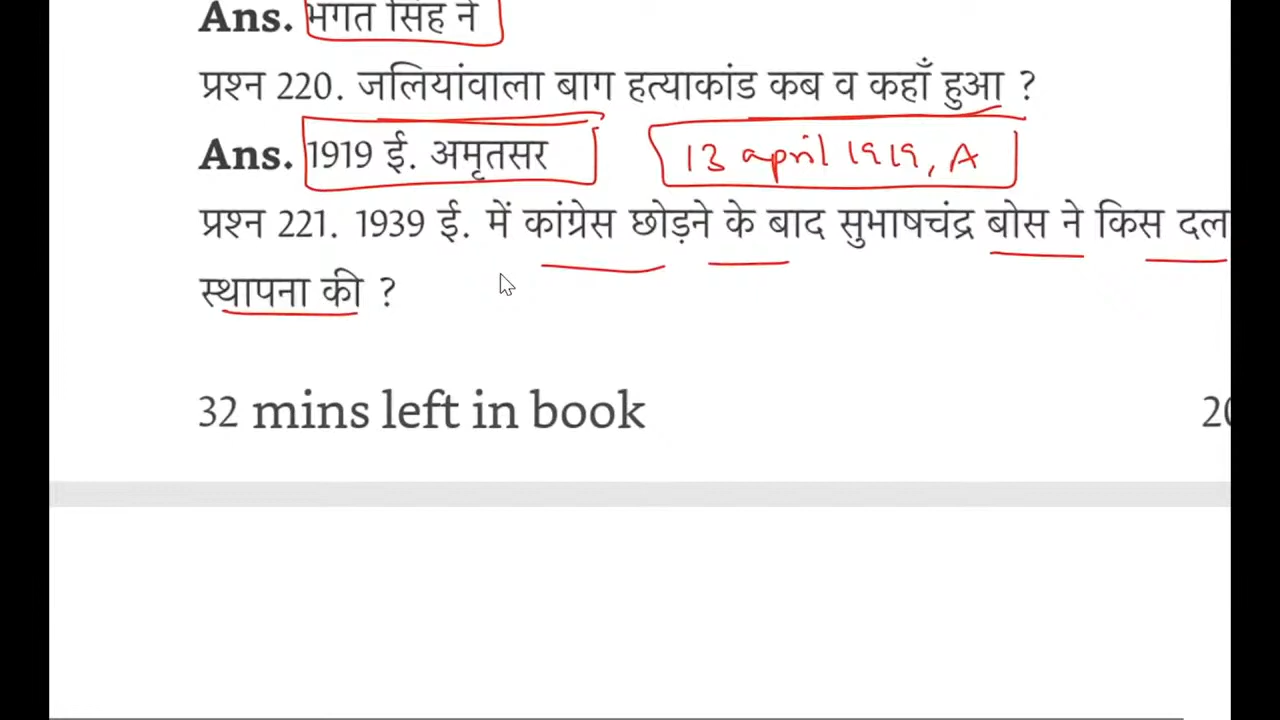 Ans. भगत सिंह ने
प्रश्न 220. जलियांवाला बाग हत्याकांड कब व कहाँ हुआ ?
Ans. 1919 ई. अमृतसर 13 april 1919, A
प्रश्न 221. 1939 ई. में कांग्रेस छोड़ने के बाद सुभाषचंद्र बोस ने किस दल
स्थापना की ?
32 mins left in book